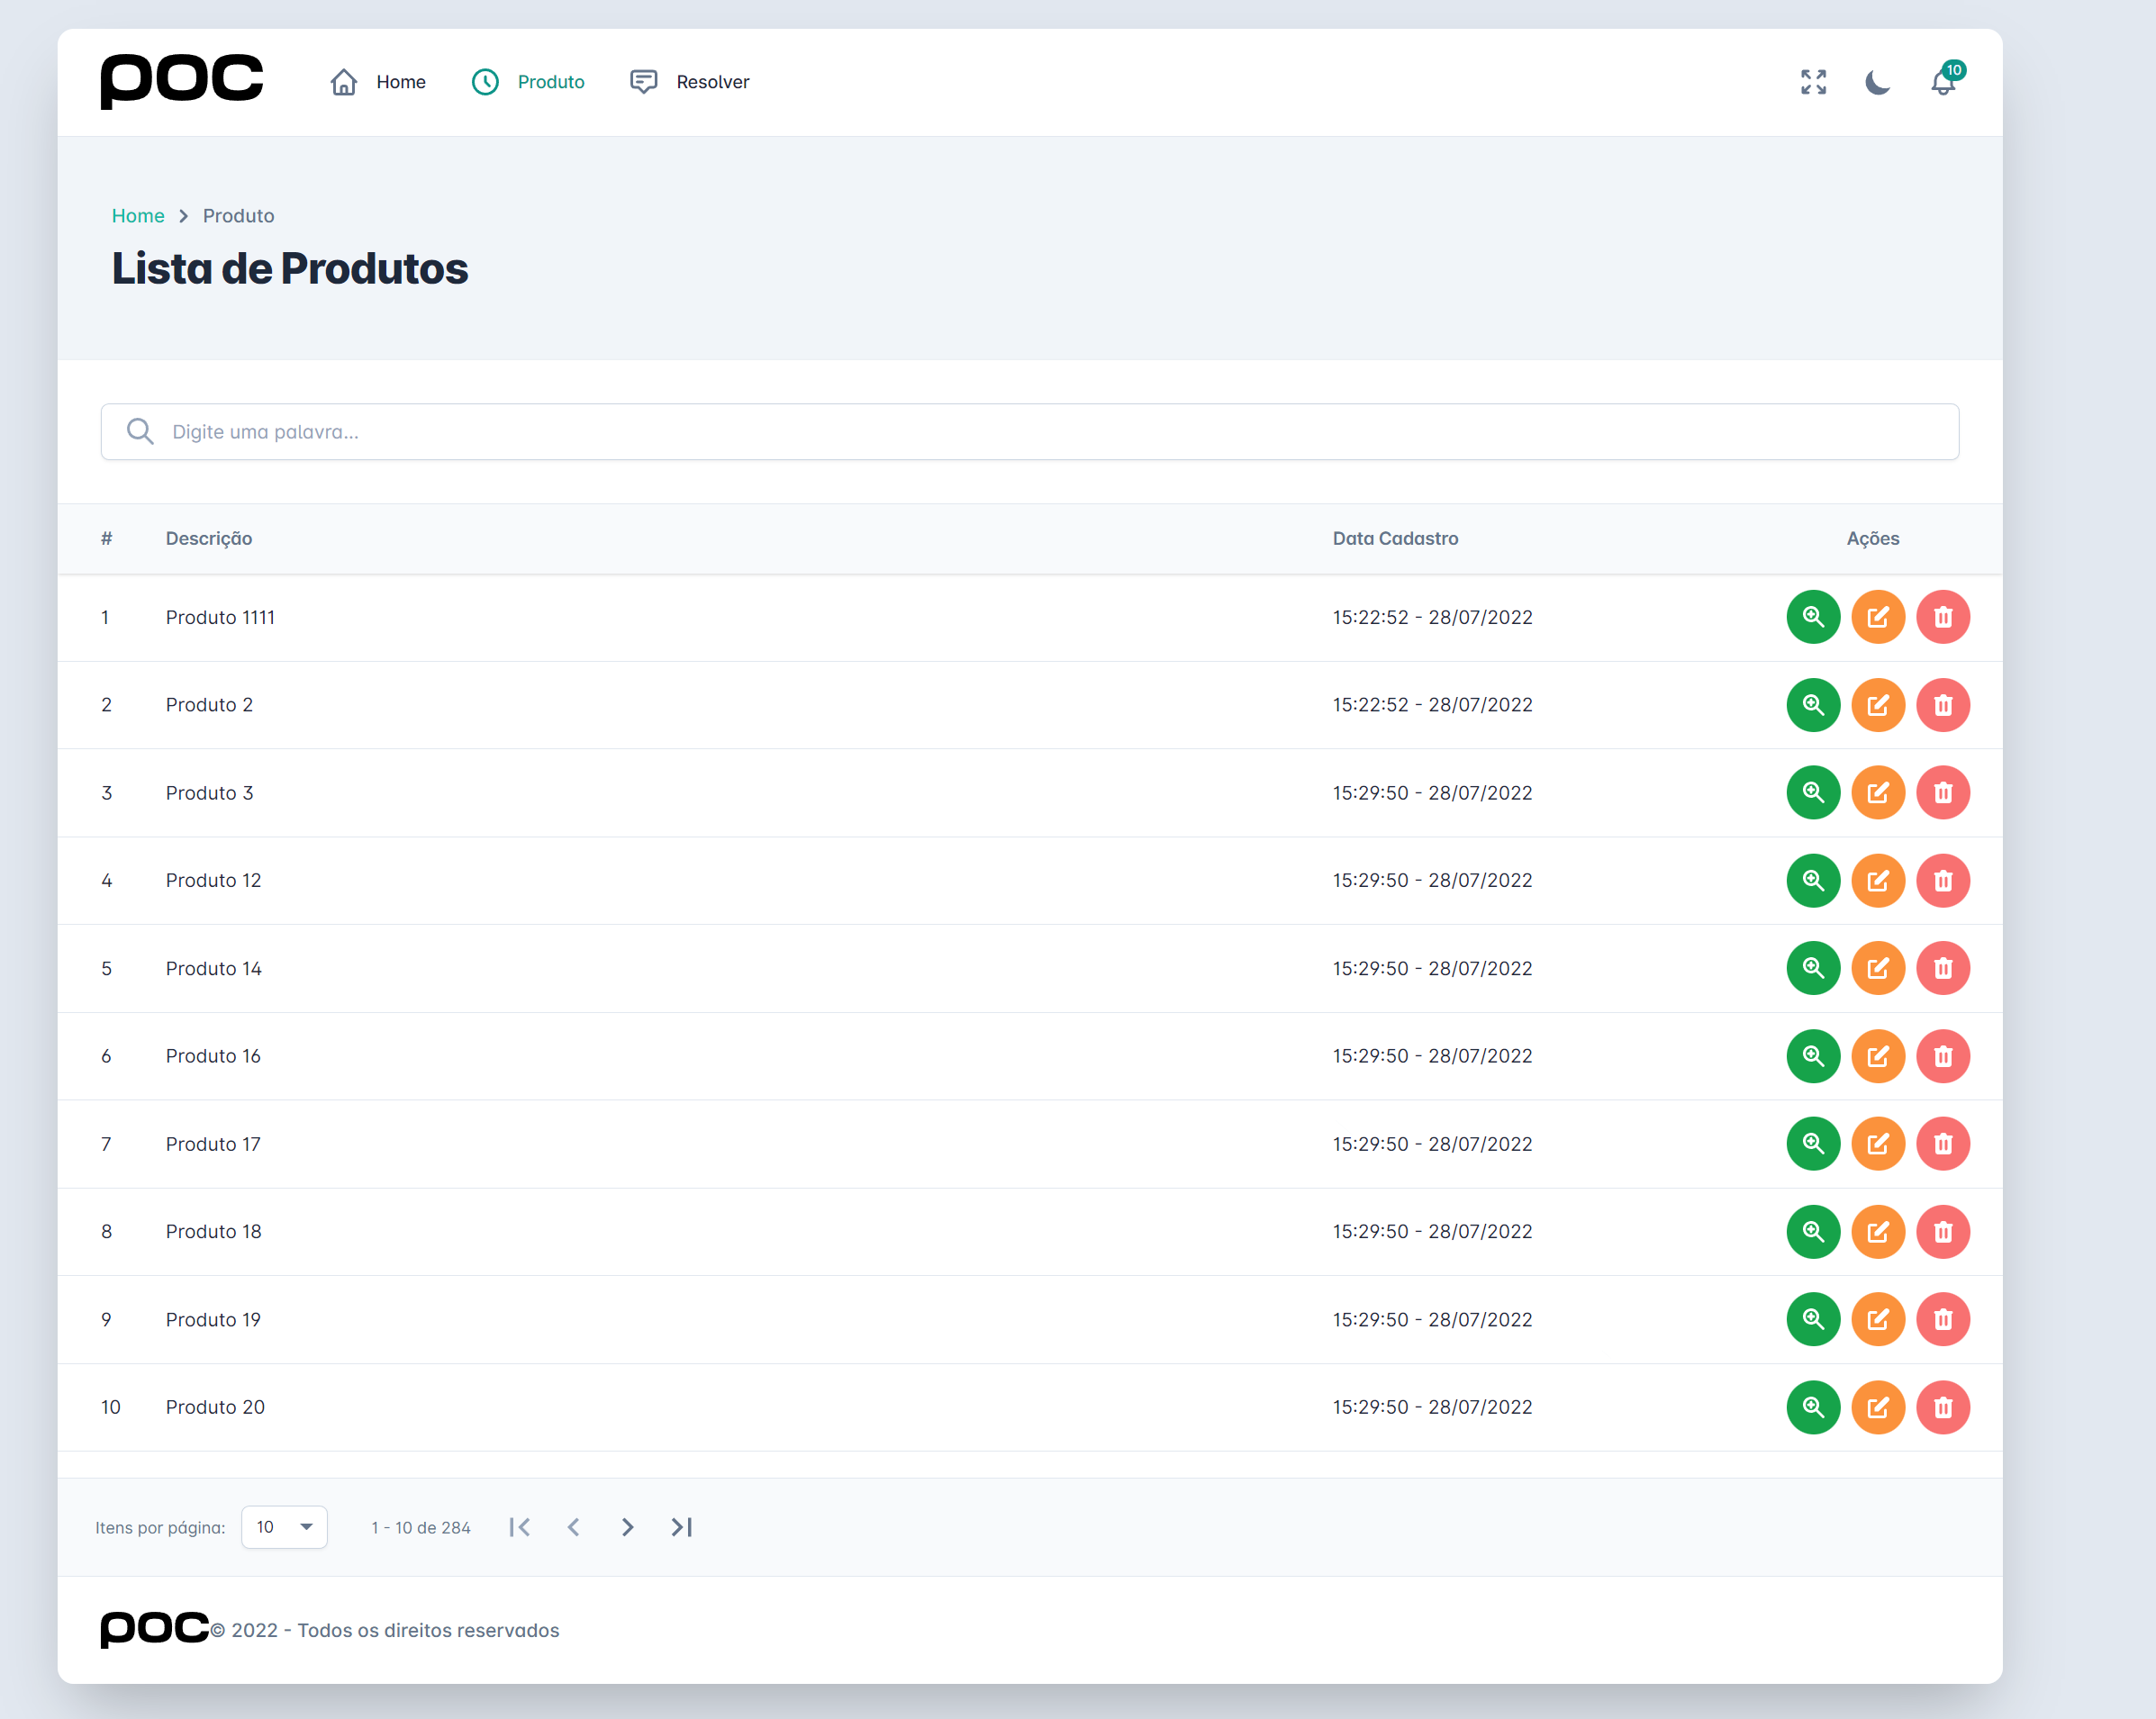 poc Home Produto Resolver 10
Home > Produto
Lista de Produtos
Digite uma palavra...
# Descrição Data Cadastro Ações
1 Produto 1111 15:22:52 - 28/07/2022
2 Produto 2 15:22:52 - 28/07/2022
3 Produto 3 15:29:50 - 28/07/2022
4 Produto 12 15:29:50 - 28/07/2022
5 Produto 14 15:29:50 - 28/07/2022
6 Produto 16 15:29:50 - 28/07/2022
7 Produto 17 15:29:50 - 28/07/2022
8 Produto 18 15:29:50 - 28/07/2022
9 Produto 19 15:29:50 - 28/07/2022
10 Produto 20 15:29:50 - 28/07/2022
Itens por página: 10 1 - 10 de 284
poc© 2022 - Todos os direitos reservados